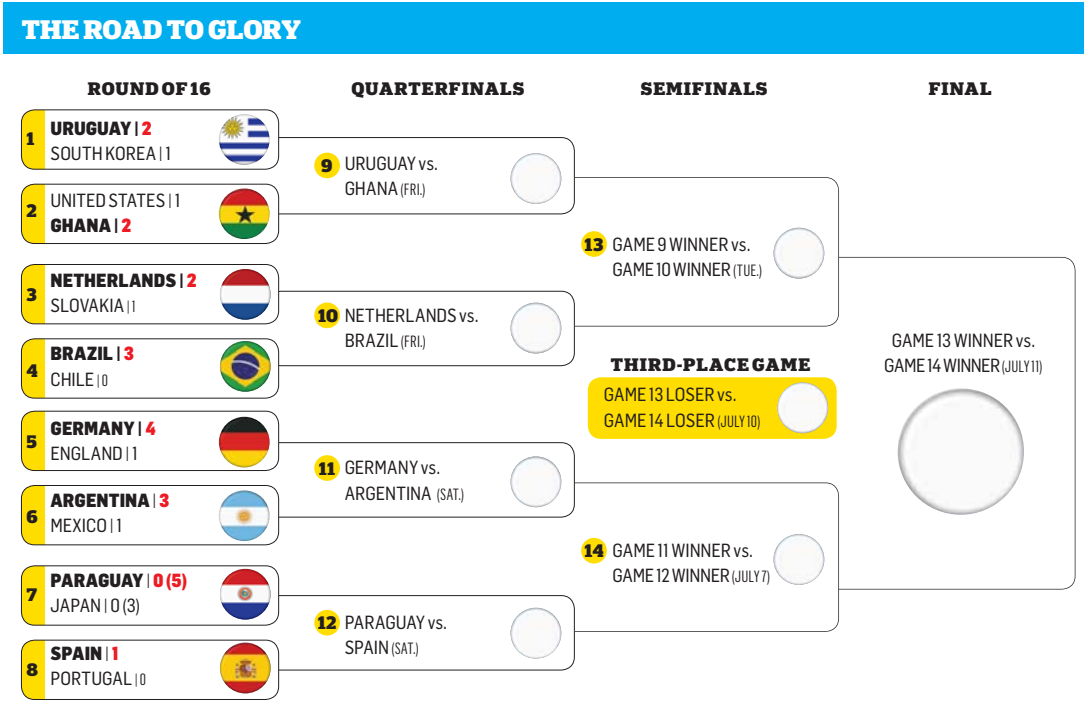 THE ROAD TO GLORY
ROUND OF 16
1
URUGUAY | 2
SOUTH KOREA | 1
2
UNITED STATES | 1
GHANA | 2
3
NETHERLANDS | 2
SLOVAKIA | 1
4
BRAZIL | 3
CHILE | 0
5
GERMANY | 4
ENGLAND | 1
6
ARGENTINA | 3
MEXICO | 1
7
PARAGUAY | 0 (5)
JAPAN | 0 (3)
8
SPAIN | 1
PORTUGAL | 0
QUARTERFINALS
9 URUGUAY vs.
GHANA (FRI.)
10 NETHERLANDS vs.
BRAZIL (FRI.)
11 GERMANY vs.
ARGENTINA (SAT.)
12 PARAGUAY vs.
SPAIN (SAT.)
SEMIFINALS
13 GAME 9 WINNER vs.
GAME 10 WINNER (TUE.)
THIRD-PLACE GAME
GAME 13 LOSER vs.
GAME 14 LOSER (JULY 10)
14 GAME 11 WINNER vs.
GAME 12 WINNER (JULY 7)
FINAL
GAME 13 WINNER vs.
GAME 14 WINNER (JULY 11)